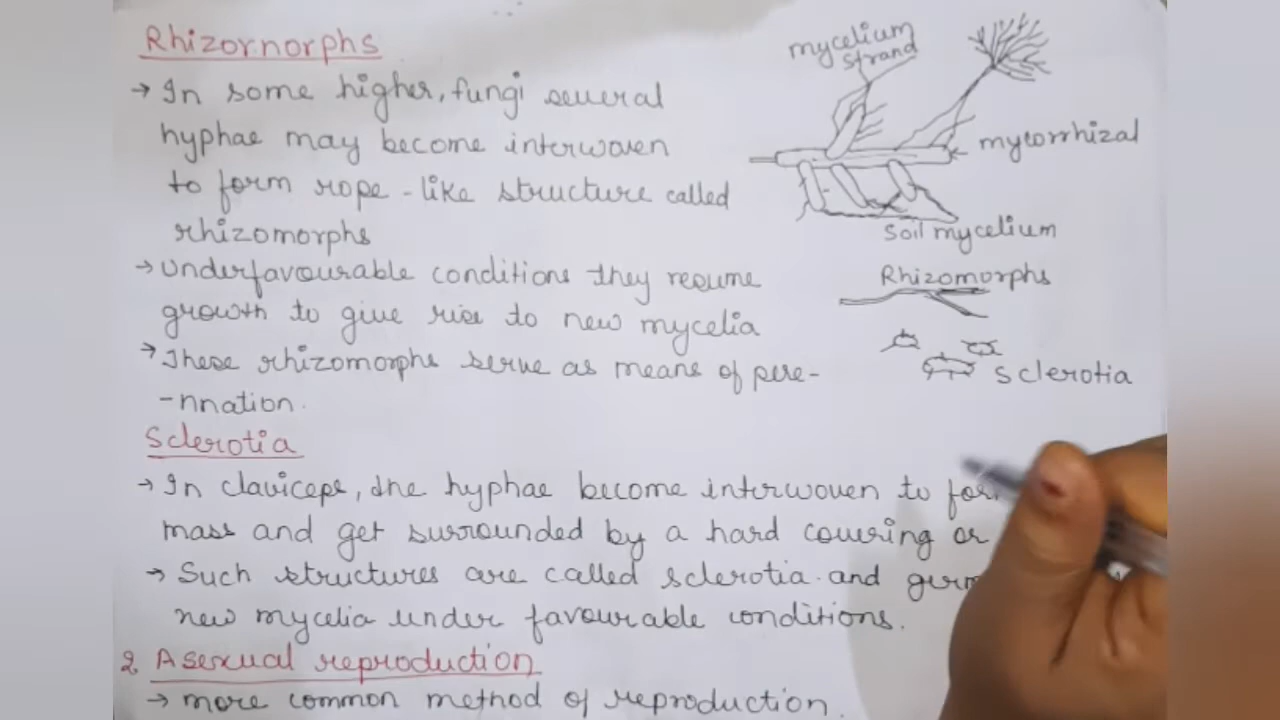 Rhizornorphs
→ In some higher, fungi several
hyphae may become interwoven
to form rope-like structure called
rhizomorphs
→ Underfavourable conditions they resume
growth to give rise to new mycelia
→ These rhizomorphs serve as means of pere-
-nnation.
Sclerotia
→ In claviceps, the hyphae become interwoven to
mass and get surrounded by a hard covering or
→ Such structures are called sclerotia and
new mycelia under favourable conditions.
2. Asexual reproduction
→ more common method of reproduction.
mycelium
strand
mycorrhizal
Soil mycelium
Rhizomorphs
Sclerotia